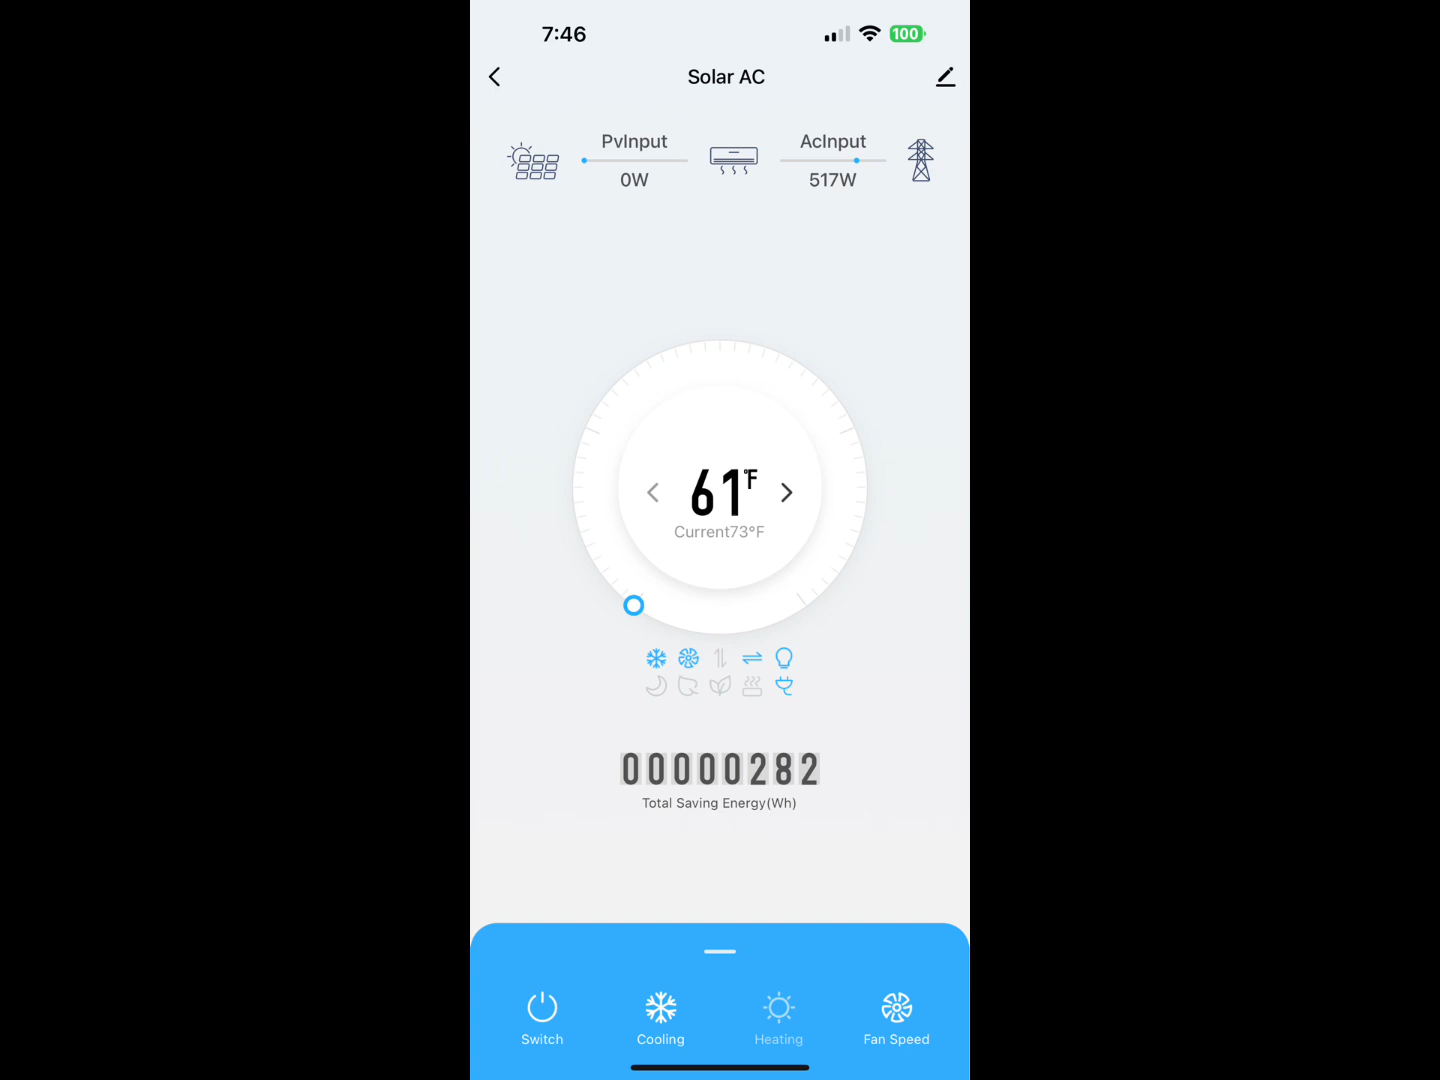 7:46
100
Solar AC
PvInput
AcInput
0W
517W
61°F
Current73°F
00000282
Total Saving Energy(Wh)
Switch
Cooling
Heating
Fan Speed